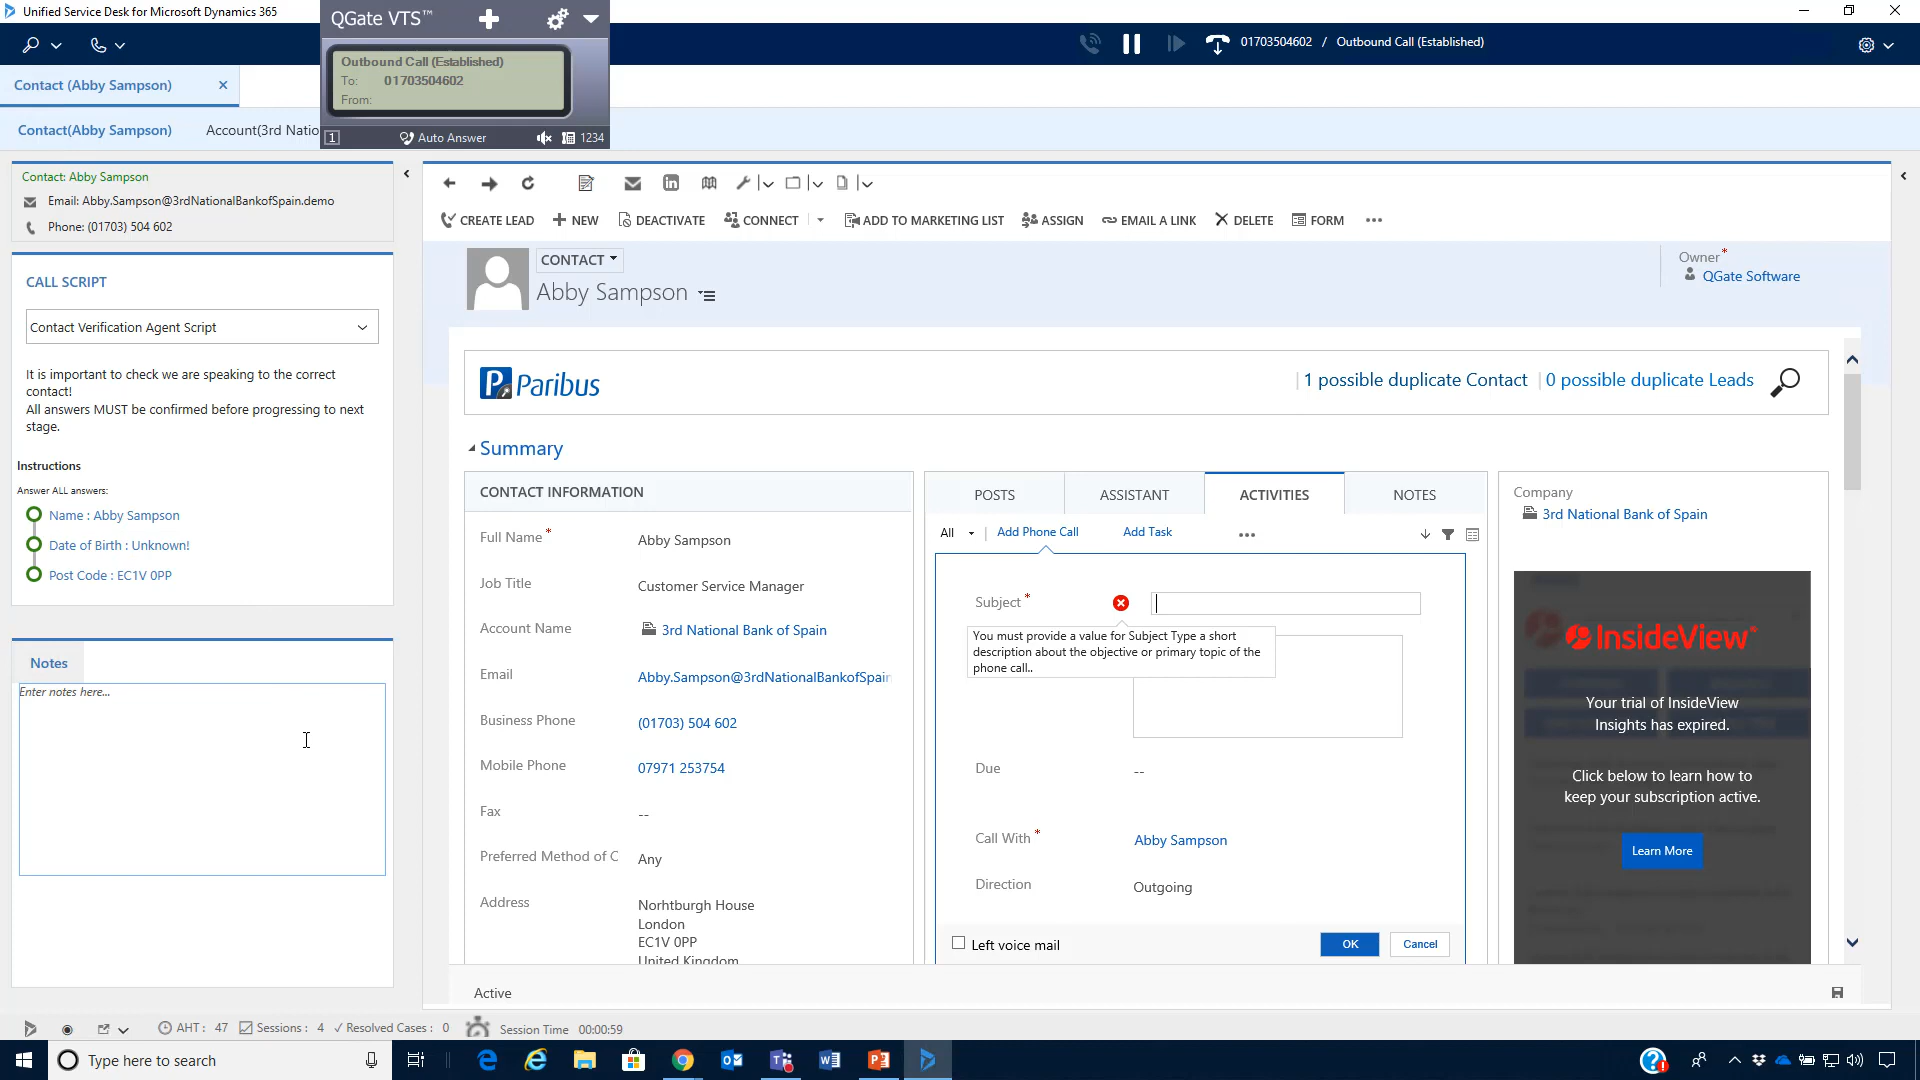 Unified Service Desk for Microsoft Dynamics 365
QGate VTS™
Outbound Call (Established)
To: 01703504602
From:
1
Auto Answer
1234
01703504602 / Outbound Call (Established)
Contact (Abby Sampson)
Contact(Abby Sampson)
Account(3rd Natio
Contact: Abby Sampson
Email: Abby.Sampson@3rdNationalBankofSpain.demo
Phone: (01703) 504 602
CALL SCRIPT
Contact Verification Agent Script
It is important to check we are speaking to the correct
contact!
All answers MUST be confirmed before progressing to next
stage.
Instructions
Answer ALL answers:
Name : Abby Sampson
Date of Birth : Unknown!
Post Code : EC1V 0PP
Notes
Enter notes here...
CREATE LEAD
NEW
DEACTIVATE
CONNECT
ADD TO MARKETING LIST
ASSIGN
EMAIL A LINK
DELETE
FORM
CONTACT
Abby Sampson
Owner*
QGate Software
Paribus
1 possible duplicate Contact | 0 possible duplicate Leads
Summary
CONTACT INFORMATION
Full Name * Abby Sampson
Job Title Customer Service Manager
Account Name 3rd National Bank of Spain
Email Abby.Sampson@3rdNationalBankofSpain
Business Phone (01703) 504 602
Mobile Phone 07971 253754
Fax --
Preferred Method of C Any
Address Norhtburgh House
London
EC1V 0PP
United Kingdom
POSTS
ASSISTANT
ACTIVITIES
NOTES
All
Add Phone Call
Add Task
Subject *
You must provide a value for Subject Type a short
description about the objective or primary topic of the
phone call..
Due --
Call With * Abby Sampson
Direction Outgoing
Left voice mail
OK
Cancel
Company
3rd National Bank of Spain
InsideView
Your trial of InsideView
Insights has expired.
Click below to learn how to
keep your subscription active.
Learn More
Active
AHT : 47
Sessions : 4
✓ Resolved Cases : 0
Session Time 00:00:59
Type here to search